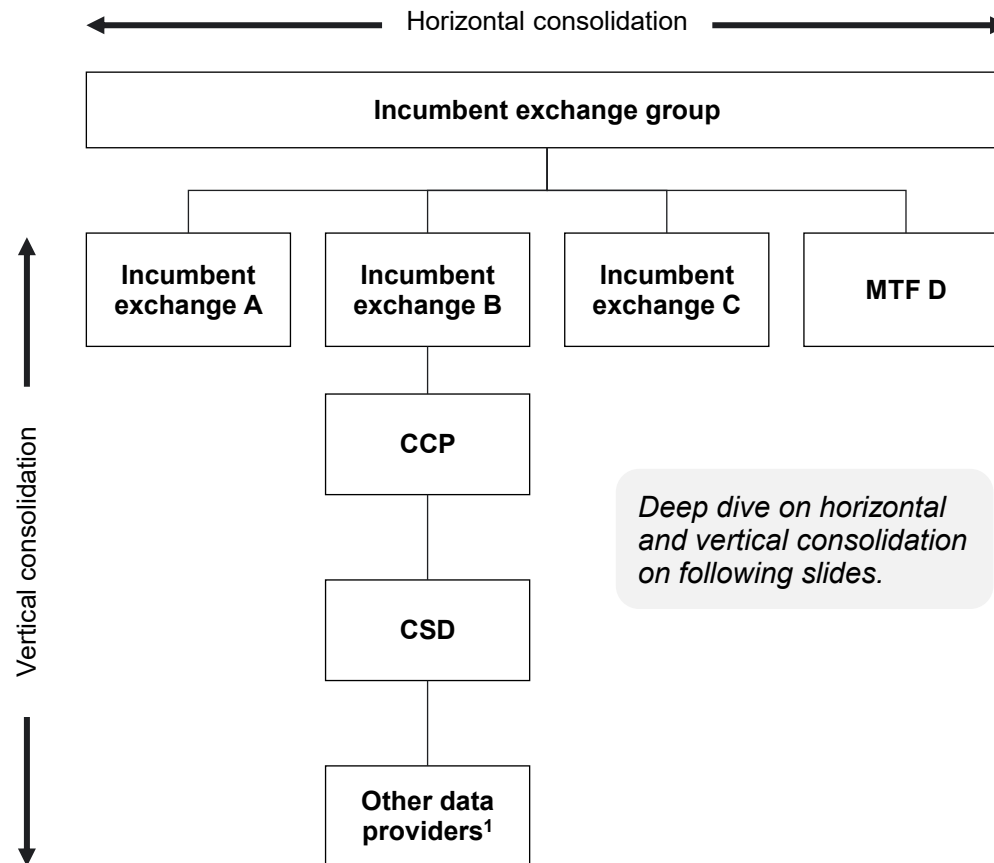 Horizontal consolidation
Incumbent exchange group
Incumbent
exchange A
Incumbent
exchange B
Incumbent
exchange C
MTF D
Vertical consolidation
CCP
Deep dive on horizontal
and vertical consolidation
on following slides.
CSD
Other data
providers¹